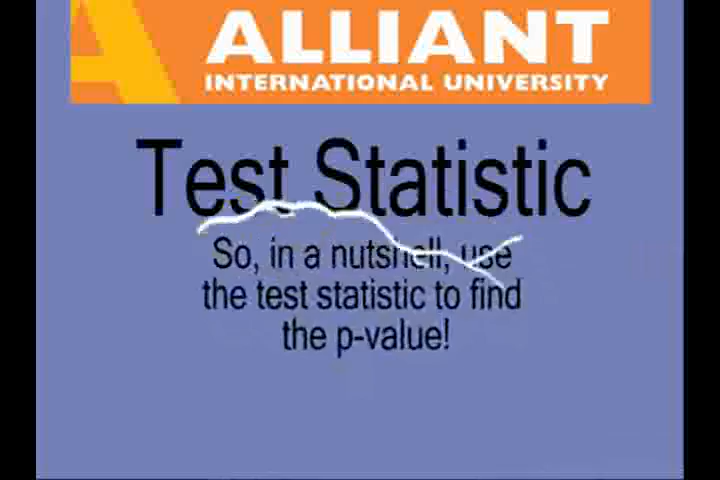 ALLIANT
INTERNATIONAL UNIVERSITY
Test Statistic
So, in a nutshell, use
the test statistic to find
the p-value!